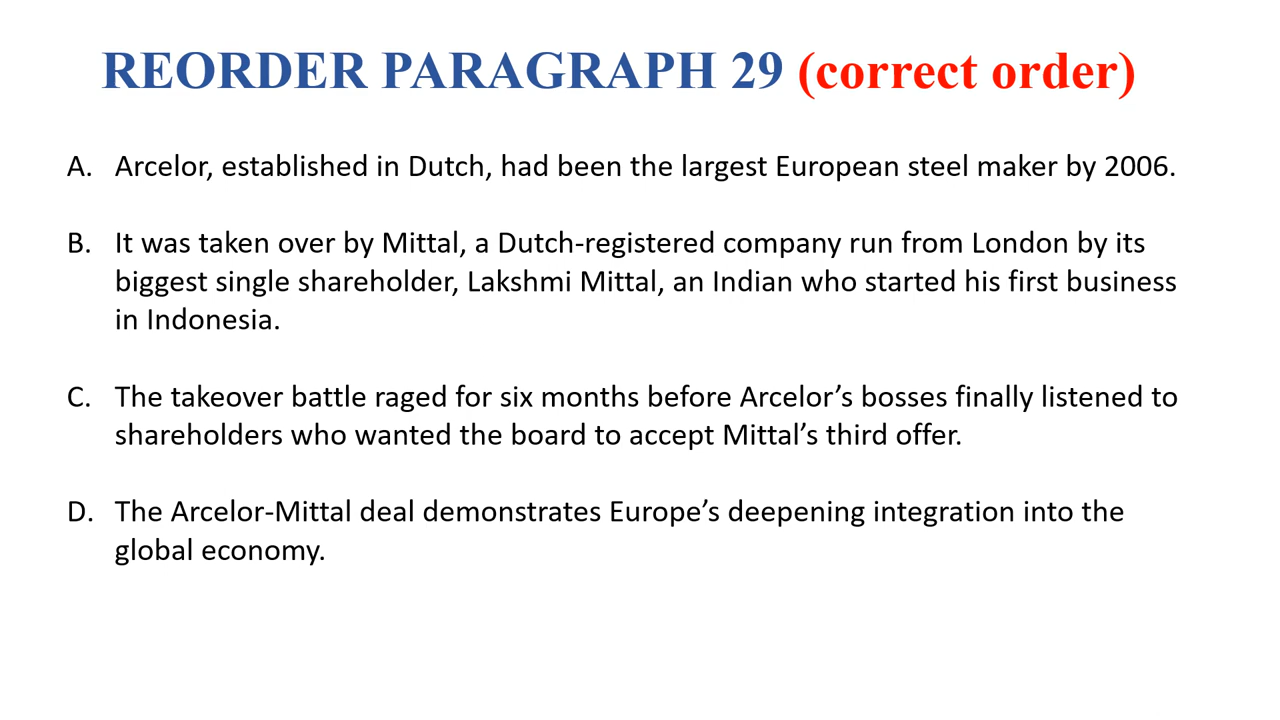 REORDER PARAGRAPH 29 (correct order)
A. Arcelor, established in Dutch, had been the largest European steel maker by 2006.
B. It was taken over by Mittal, a Dutch-registered company run from London by its
biggest single shareholder, Lakshmi Mittal, an Indian who started his first business
in Indonesia.
C. The takeover battle raged for six months before Arcelor’s bosses finally listened to
shareholders who wanted the board to accept Mittal’s third offer.
D. The Arcelor-Mittal deal demonstrates Europe’s deepening integration into the
global economy.